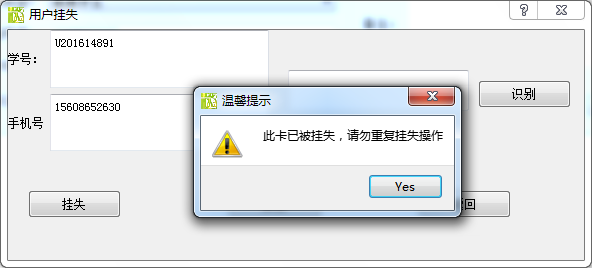 用户挂失
学号：
U201614891
识别
温馨提示
此卡已被挂失，请勿重复挂失操作
手机号
15608652630
Yes
挂失
回